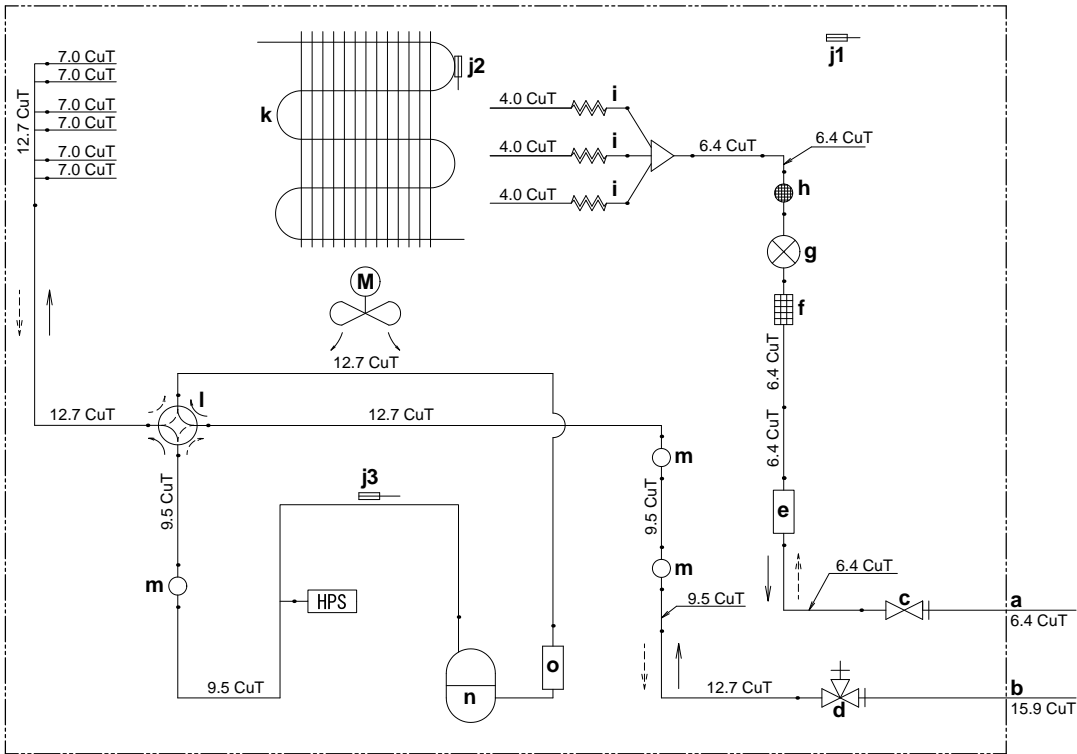 7.0 CuT
7.0 CuT
7.0 CuT
7.0 CuT
7.0 CuT
7.0 CuT
12.7 CuT
k
j2
j1
4.0 CuT
i
4.0 CuT
i
4.0 CuT
i
6.4 CuT
6.4 CuT
h
g
f
M
12.7 CuT
6.4 CuT
12.7 CuT
l
12.7 CuT
6.4 CuT
m
9.5 CuT
j3
9.5 CuT
e
m
m
HPS
6.4 CuT
c
a
6.4 CuT
9.5 CuT
9.5 CuT
n
o
12.7 CuT
d
b
15.9 CuT